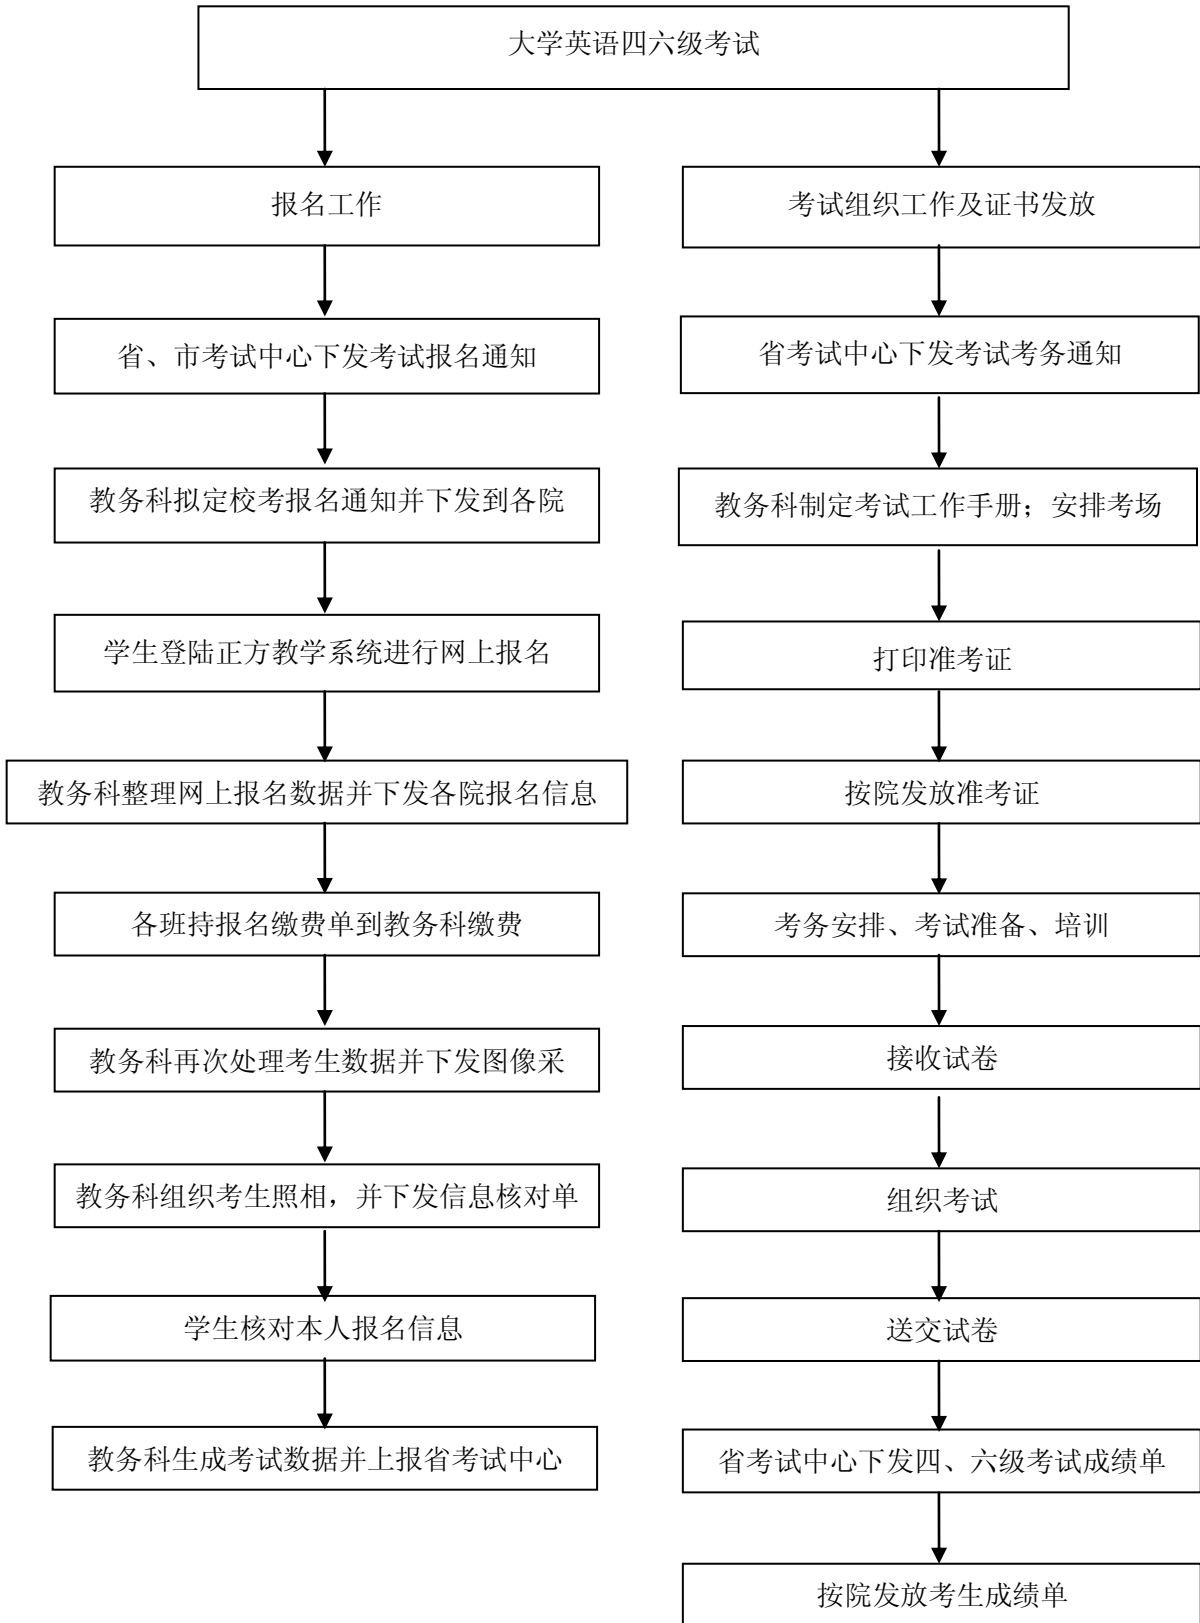 大学英语四六级考试
报名工作
省、市考试中心下发考试报名通知
教务科拟定校考报名通知并下发到各院
学生登陆正方教学系统进行网上报名
教务科整理网上报名数据并下发各院报名信息
各班持报名缴费单到教务科缴费
教务科再次处理考生数据并下发图像采
教务科组织考生照相，并下发信息核对单
学生核对本人报名信息
教务科生成考试数据并上报省考试中心
考试组织工作及证书发放
省考试中心下发考试考务通知
教务科制定考试工作手册；安排考场
打印准考证
按院发放准考证
考务安排、考试准备、培训
接收试卷
组织考试
送交试卷
省考试中心下发四、六级考试成绩单
按院发放考生成绩单